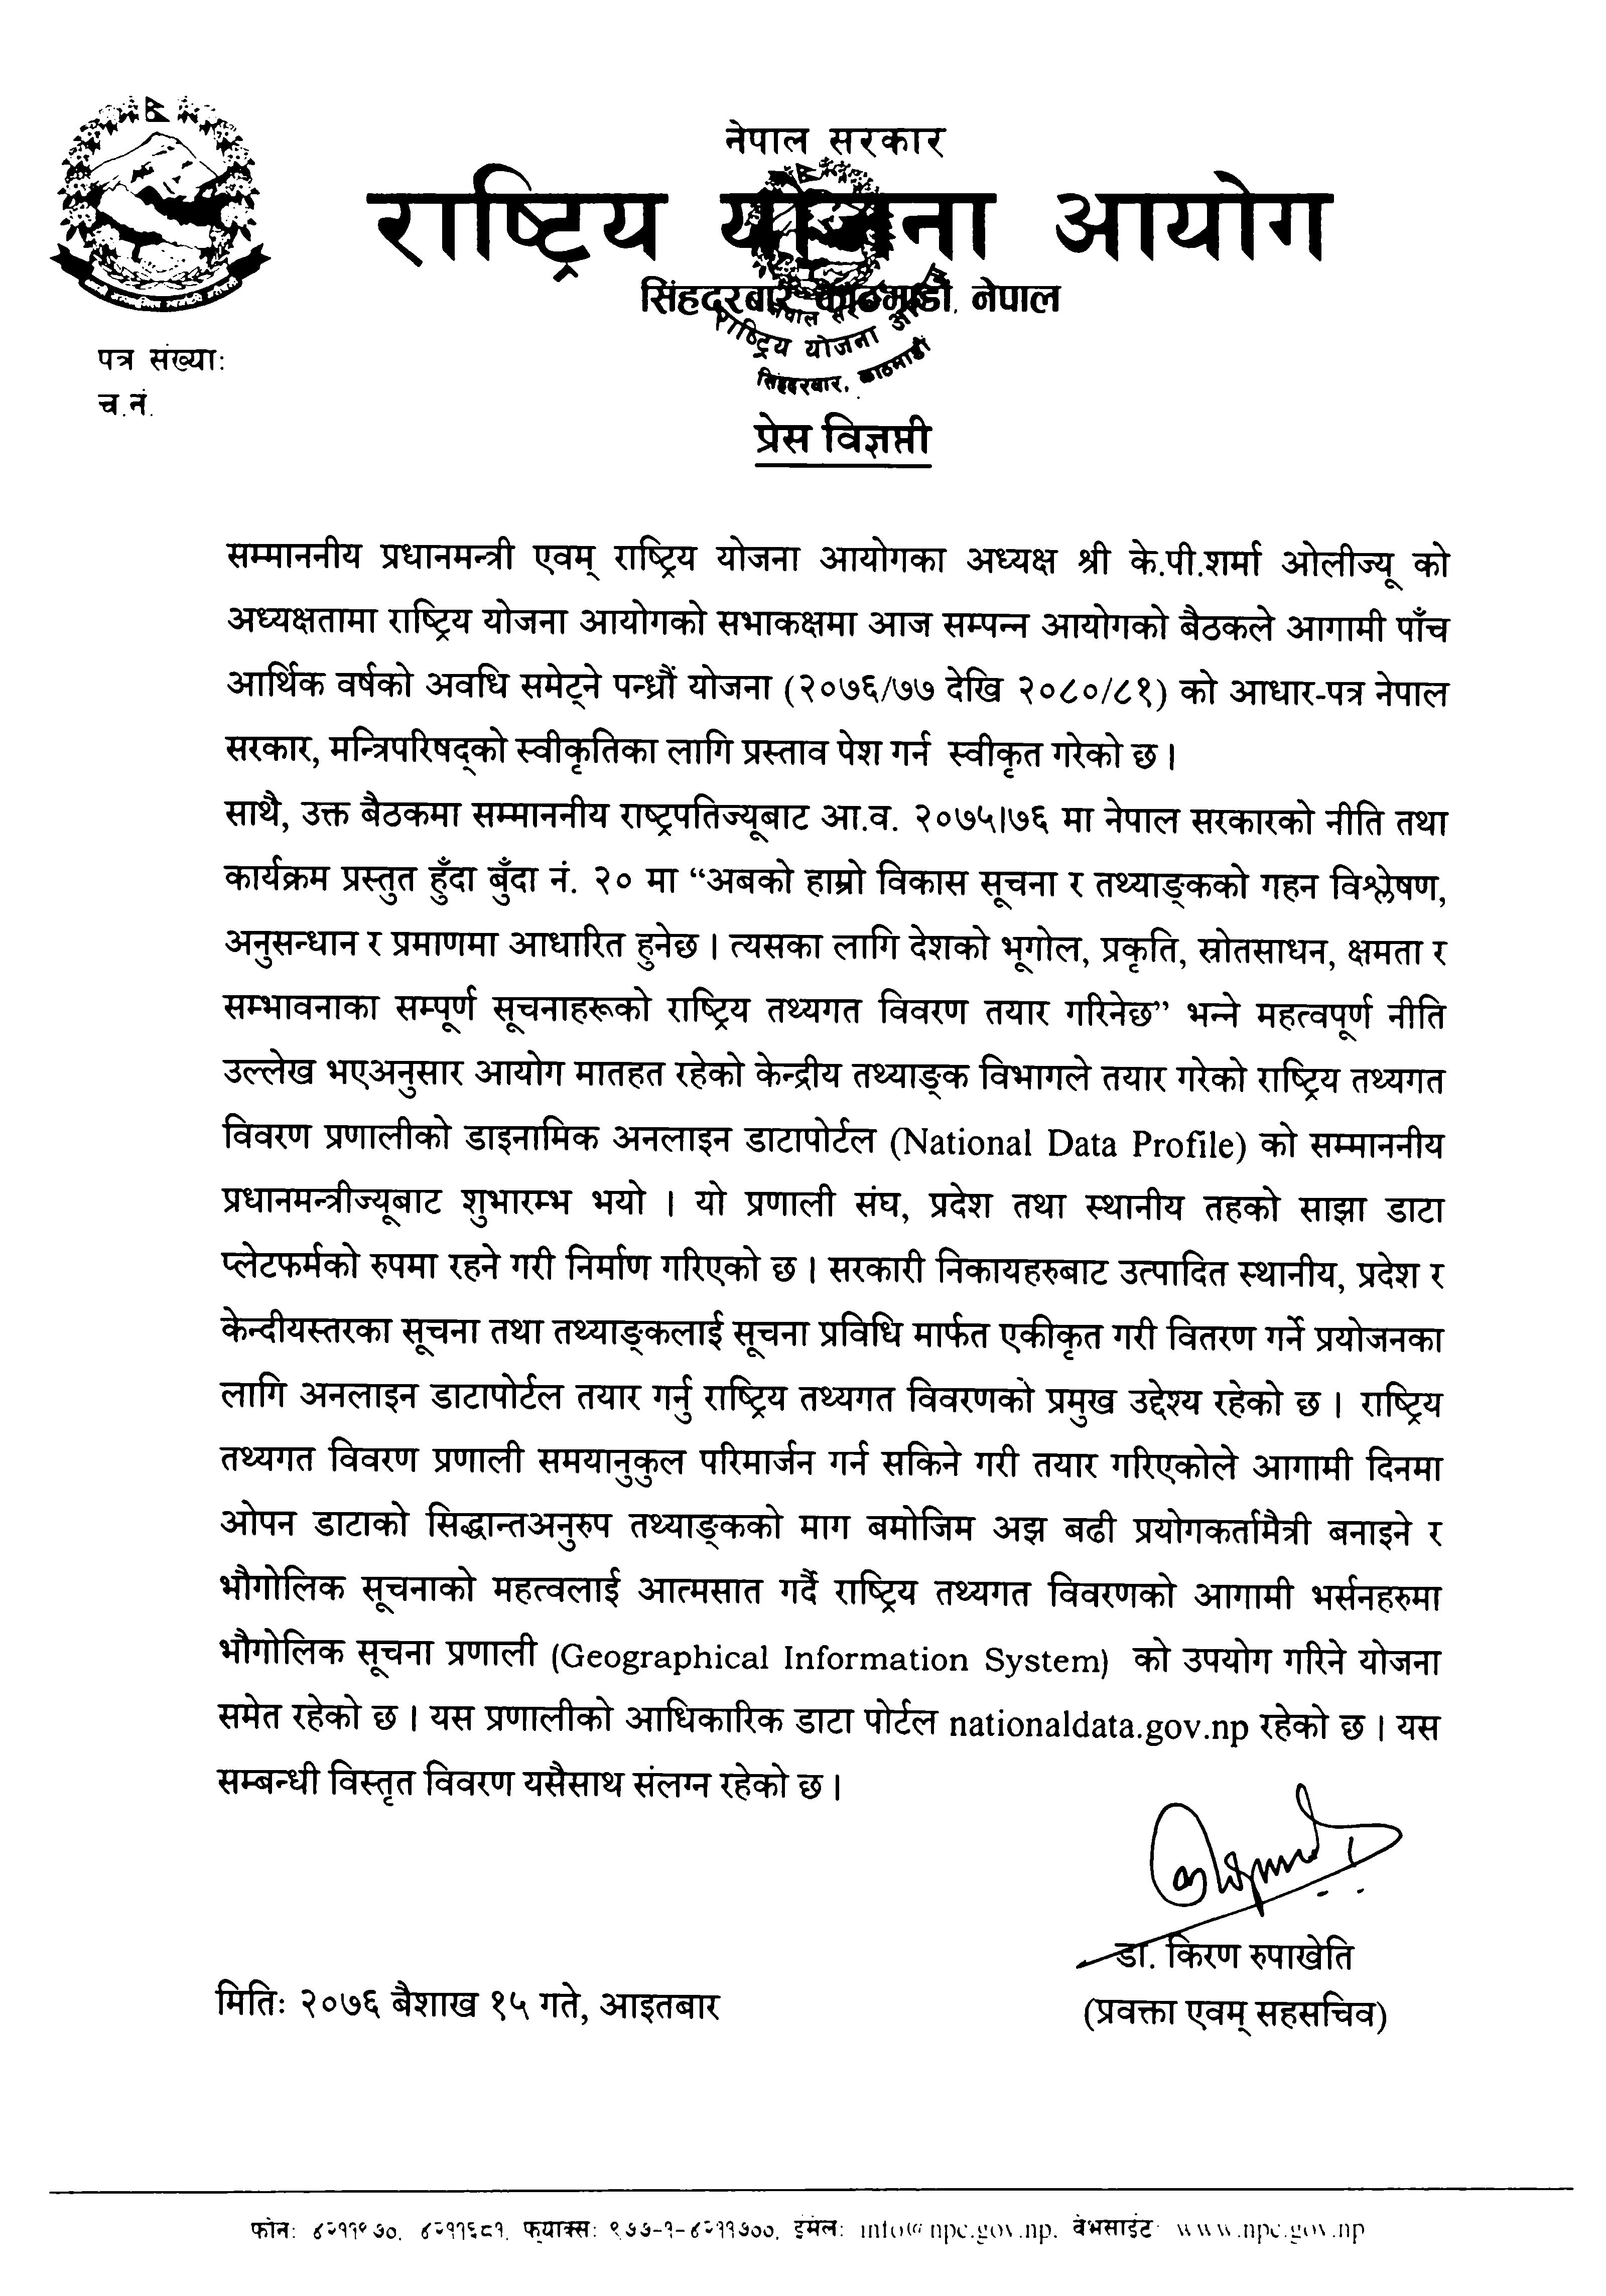 नेपाल सरकार
राष्ट्रिय योजना आयोग
सिंहदरबार, काठमाडौं, नेपाल
नेपाल सरकार
राष्ट्रिय योजना आयोग
सिंहदरबार, काठमाडौं
पत्र संख्या:
च.नं.
प्रेस विज्ञप्ती
सम्माननीय प्रधानमन्त्री एवम् राष्ट्रिय योजना आयोगका अध्यक्ष श्री के.पी.शर्मा ओलीज्यू को
अध्यक्षतामा राष्ट्रिय योजना आयोगको सभाकक्षमा आज सम्पन्न आयोगको बैठकले आगामी पाँच
आर्थिक वर्षको अवधि समेट्ने पन्ध्रौं योजना (२०७६/७७ देखि २०८०/८१) को आधार-पत्र नेपाल
सरकार, मन्त्रिपरिषद्को स्वीकृतिका लागि प्रस्ताव पेश गर्न स्वीकृत गरेको छ।
साथै, उक्त बैठकमा सम्माननीय राष्ट्रपतिज्यूबाट आ.व. २०७५।७६ मा नेपाल सरकारको नीति तथा
कार्यक्रम प्रस्तुत हुँदा बुँदा नं. २० मा “अबको हाम्रो विकास सूचना र तथ्याङ्कको गहन विश्लेषण,
अनुसन्धान र प्रमाणमा आधारित हुनेछ। त्यसका लागि देशको भूगोल, प्रकृति, स्रोतसाधन, क्षमता र
सम्भावनाका सम्पूर्ण सूचनाहरूको राष्ट्रिय तथ्यगत विवरण तयार गरिनेछ” भन्ने महत्वपूर्ण नीति
उल्लेख भएअनुसार आयोग मातहत रहेको केन्द्रीय तथ्याङ्क विभागले तयार गरेको राष्ट्रिय तथ्यगत
विवरण प्रणालीको डाइनामिक अनलाइन डाटापोर्टल (National Data Profile) को सम्माननीय
प्रधानमन्त्रीज्यूबाट शुभारम्भ भयो । यो प्रणाली संघ, प्रदेश तथा स्थानीय तहको साझा डाटा
प्लेटफर्मको रुपमा रहने गरी निर्माण गरिएको छ। सरकारी निकायहरुबाट उत्पादित स्थानीय, प्रदेश र
केन्दीयस्तरका सूचना तथा तथ्याङ्कलाई सूचना प्रविधि मार्फत एकीकृत गरी वितरण गर्ने प्रयोजनका
लागि अनलाइन डाटापोर्टल तयार गर्नु राष्ट्रिय तथ्यगत विवरणको प्रमुख उद्देश्य रहेको छ। राष्ट्रिय
तथ्यगत विवरण प्रणाली समयानुकुल परिमार्जन गर्न सकिने गरी तयार गरिएकोले आगामी दिनमा
ओपन डाटाको सिद्धान्तअनुरुप तथ्याङ्कको माग बमोजिम अझ बढी प्रयोगकर्तामैत्री बनाइने र
भौगोलिक सूचनाको महत्वलाई आत्मसात गर्दै राष्ट्रिय तथ्यगत विवरणको आगामी भर्सनहरुमा
भौगोलिक सूचना प्रणाली (Geographical Information System) को उपयोग गरिने योजना
समेत रहेको छ। यस प्रणालीको आधिकारिक डाटा पोर्टल nationaldata.gov.np रहेको छ। यस
सम्बन्धी विस्तृत विवरण यसैसाथ संलग्न रहेको छ।
डा. किरण रुपाखेति
(प्रवक्ता एवम् सहसचिव)
मिति: २०७६ बैशाख १५ गते, आइतबार
फोन: ४२११९७०, ४२११६८१, फ्याक्स: ९७७-१-४२११७००, इमेल: info@npc.gov.np, वेभसाइट: www.npc.gov.np